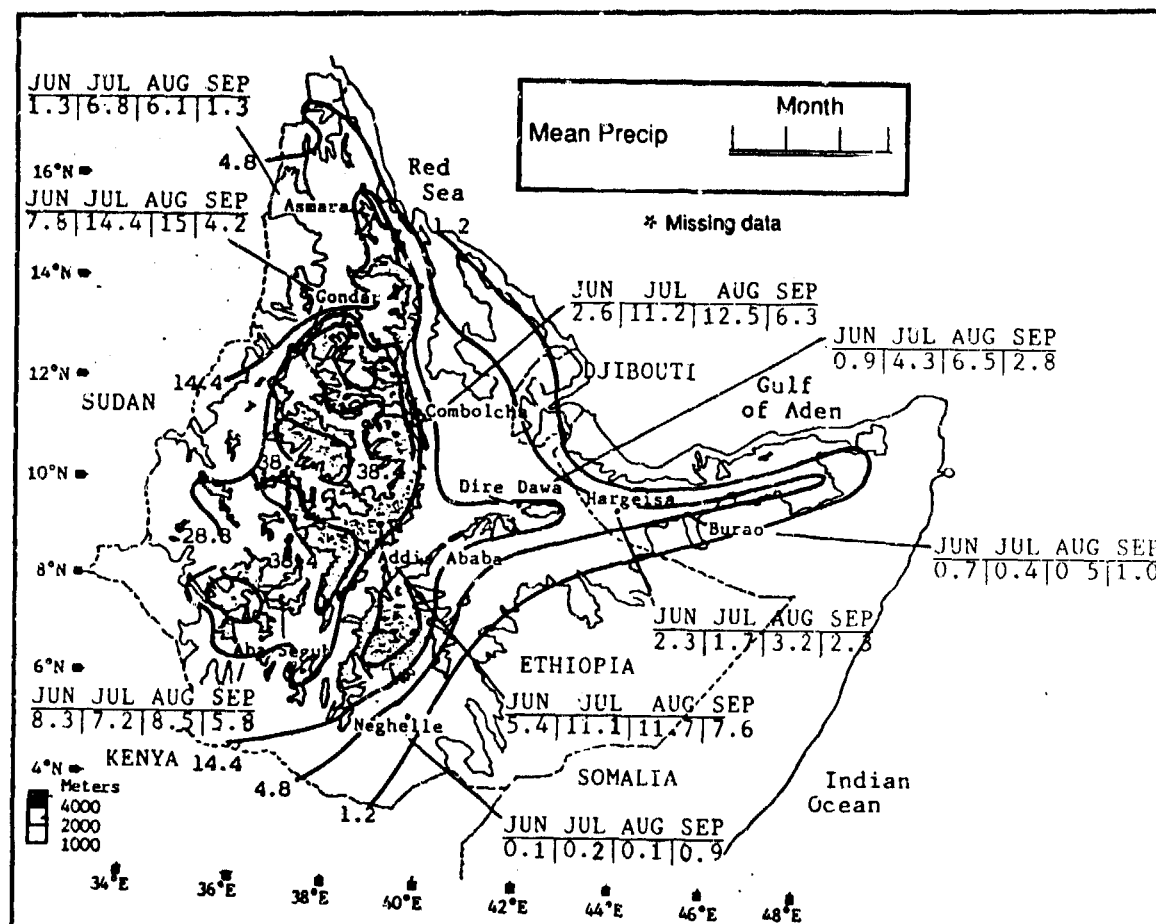 JUN JUL AUG SEP
1.3|6.8|6.1|1.3
Month
Mean Precip
* Missing data
16°N
4.8
Red
Sea
Asmara
JUN JUL AUG SEP
7.8|14.4|15|4.2
1.2
14°N
Gondar
JUN JUL AUG SEP
2.6|11.2|12.5|6.3
JUN JUL AUG SEP
0.9|4.3|6.5|2.8
12°N
14.4
SUDAN
DJIBOUTI
Gulf
of Aden
Combolcha
10°N
38.4
Dire Dawa
Hargeisa
Burao
28.8
38.4
Addis Ababa
8°N
JUN JUL AUG SEP
0.7|0.4|0 5|1.0
JUN JUL AUG SEP
2.3|1.7|3.2|2.3
6°N
ETHIOPIA
JUN JUL AUG SEP
8.3|7.2|8.5|5.8
JUN JUL AUG SEP
5.4|11.1|11.7|7.6
Neghelle
KENYA
14.4
4°N
4.8
SOMALIA
Indian
Ocean
Meters
4000
2000
1000
1.2
JUN JUL AUG SEP
0.1|0.2|0.1|0.9
34°E
36°E
38°E
40°E
42°E
44°E
46°E
48°E